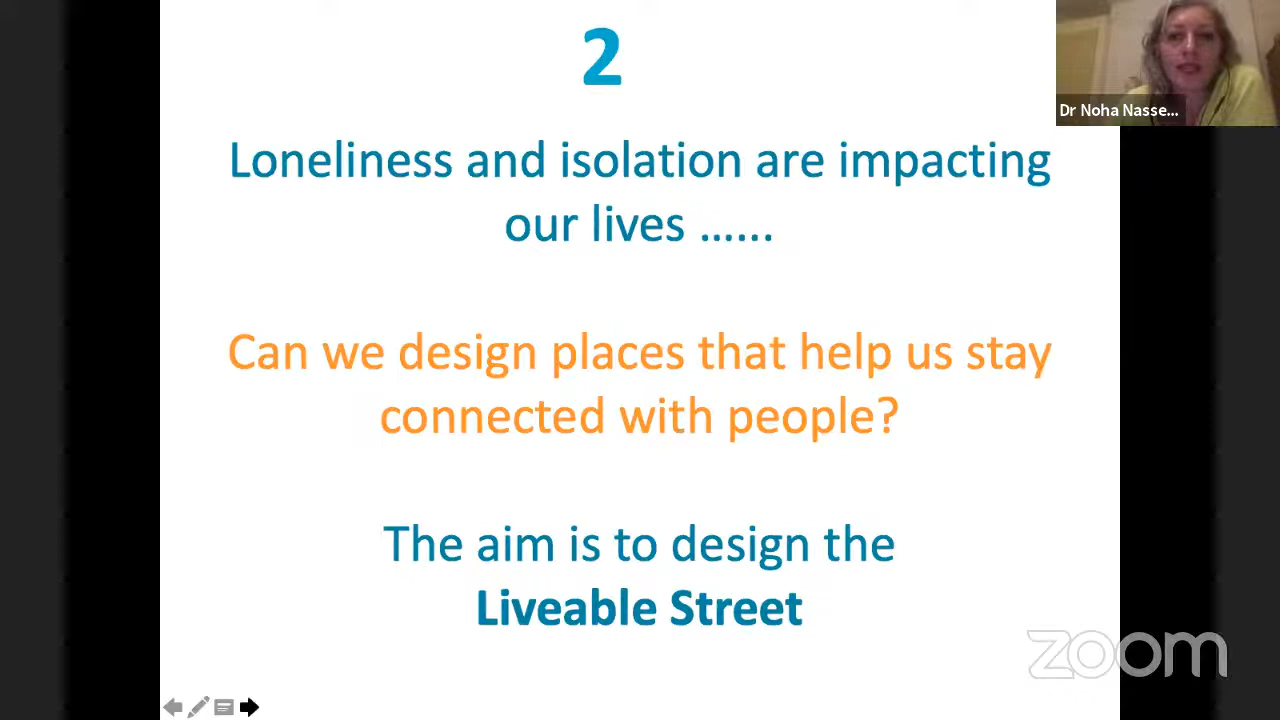 2
Dr Noha Nasse...
Loneliness and isolation are impacting
our lives ......
Can we design places that help us stay
connected with people?
The aim is to design the
Liveable Street
zoom